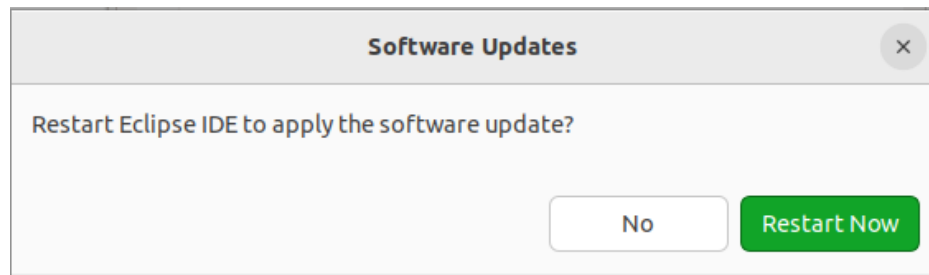 Software Updates
Restart Eclipse IDE to apply the software update?
No
Restart Now